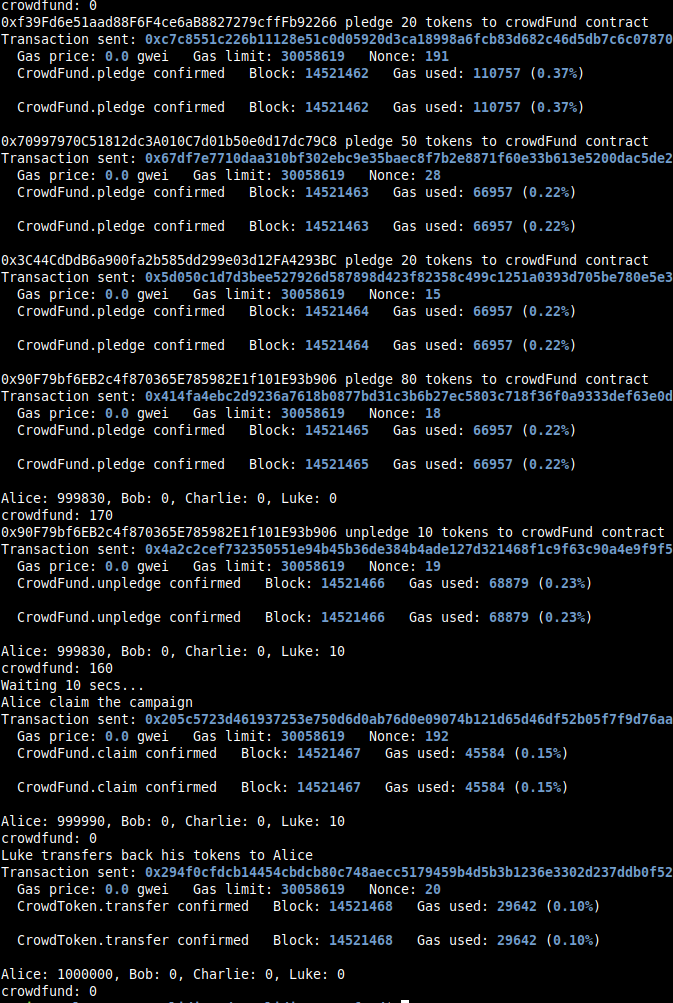 crowdfund: 0
0xf39Fd6e51aad88F6F4ce6aB8827279cffFb92266 pledge 20 tokens to crowdFund contract
Transaction sent: 0xc7c8551c226b11128e51c0d05920d3ca18998a6fcb83d682c46d5db7c6c07870
Gas price: 0.0 gwei Gas limit: 30058619 Nonce: 191
CrowdFund.pledge confirmed Block: 14521462 Gas used: 110757 (0.37%)
CrowdFund.pledge confirmed Block: 14521462 Gas used: 110757 (0.37%)
0x70997970C51812dc3A010C7d01b50e0d17dc79C8 pledge 50 tokens to crowdFund contract
Transaction sent: 0x67df7e7710daa310bf302ebc9e35baec8f7b2e8871f60e33b613e5200dac5de2
Gas price: 0.0 gwei Gas limit: 30058619 Nonce: 28
CrowdFund.pledge confirmed Block: 14521463 Gas used: 66957 (0.22%)
CrowdFund.pledge confirmed Block: 14521463 Gas used: 66957 (0.22%)
0x3C44CdDdB6a900fa2b585dd299e03d12FA4293BC pledge 20 tokens to crowdFund contract
Transaction sent: 0x5d050c1d7d3bee527926d587898d423f82358c499c1251a0393d705be780e5e3
Gas price: 0.0 gwei Gas limit: 30058619 Nonce: 15
CrowdFund.pledge confirmed Block: 14521464 Gas used: 66957 (0.22%)
CrowdFund.pledge confirmed Block: 14521464 Gas used: 66957 (0.22%)
0x90F79bf6EB2c4f870365E785982E1f101E93b906 pledge 80 tokens to crowdFund contract
Transaction sent: 0x414fa4ebc2d9236a7618b0877bd31c3b6b27ec5803c718f36f0a9333def63e0d
Gas price: 0.0 gwei Gas limit: 30058619 Nonce: 18
CrowdFund.pledge confirmed Block: 14521465 Gas used: 66957 (0.22%)
CrowdFund.pledge confirmed Block: 14521465 Gas used: 66957 (0.22%)
Alice: 999830, Bob: 0, Charlie: 0, Luke: 0
crowdfund: 170
0x90F79bf6EB2c4f870365E785982E1f101E93b906 unpledge 10 tokens to crowdFund contract
Transaction sent: 0x4a2c2cef732350551e94b45b36de384b4ade127d321468f1c9f63c90a4e9f9f5
Gas price: 0.0 gwei Gas limit: 30058619 Nonce: 19
CrowdFund.unpledge confirmed Block: 14521466 Gas used: 68879 (0.23%)
CrowdFund.unpledge confirmed Block: 14521466 Gas used: 68879 (0.23%)
Alice: 999830, Bob: 0, Charlie: 0, Luke: 10
crowdfund: 160
Waiting 10 secs...
Alice claim the campaign
Transaction sent: 0x205c5723d461937253e750d6d0ab76d0e09074b121d65d46df52b05f7f9d76aa
Gas price: 0.0 gwei Gas limit: 30058619 Nonce: 192
CrowdFund.claim confirmed Block: 14521467 Gas used: 45584 (0.15%)
CrowdFund.claim confirmed Block: 14521467 Gas used: 45584 (0.15%)
Alice: 999990, Bob: 0, Charlie: 0, Luke: 10
crowdfund: 0
Luke transfers back his tokens to Alice
Transaction sent: 0x294f0cfdcb14454cbdcb80c748aecc5179459b4d5b3b1236e3302d237ddb0f52
Gas price: 0.0 gwei Gas limit: 30058619 Nonce: 20
CrowdToken.transfer confirmed Block: 14521468 Gas used: 29642 (0.10%)
CrowdToken.transfer confirmed Block: 14521468 Gas used: 29642 (0.10%)
Alice: 1000000, Bob: 0, Charlie: 0, Luke: 0
crowdfund: 0